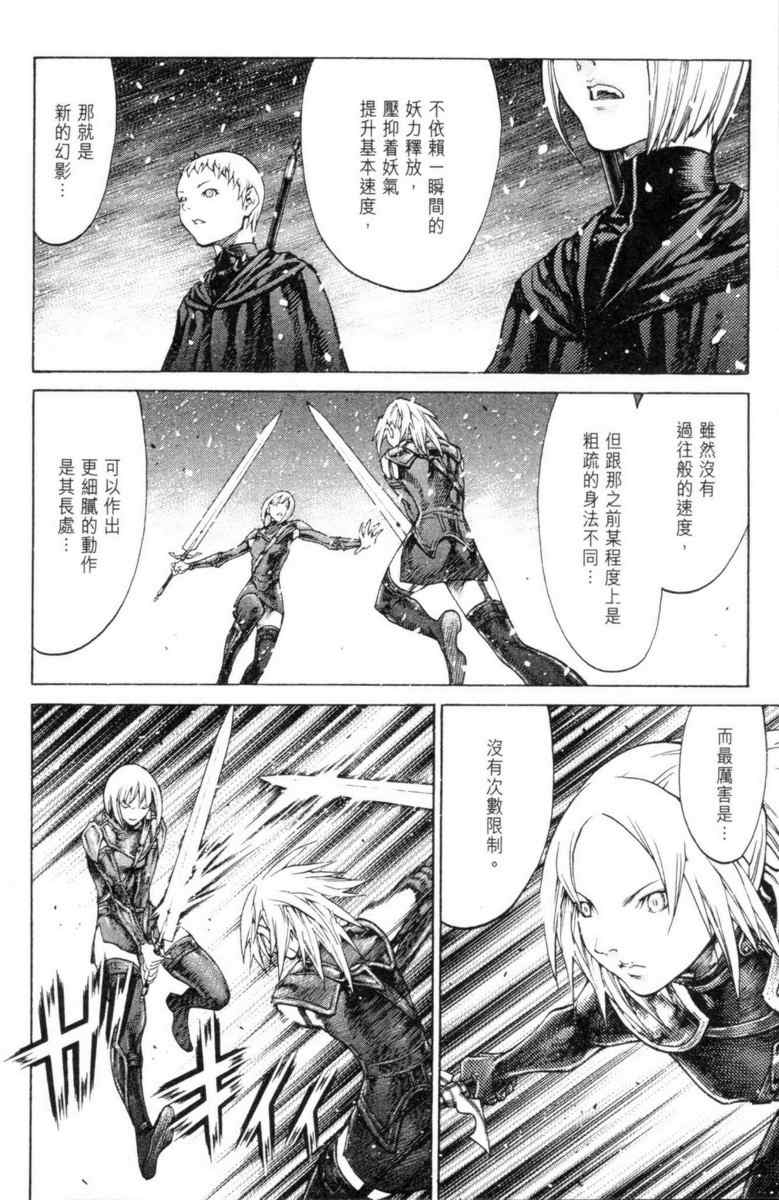 不依賴一瞬間的
妖力釋放，
壓抑着妖氣
提升基本速度，
那就是
新的幻影…
雖然沒有
過往般的速度，
但跟那之前某程度上是
粗疏的身法不同…
可以作出
更細膩的動作
是其長處…
而最厲害是…
沒有次數限制。
ガギイィ